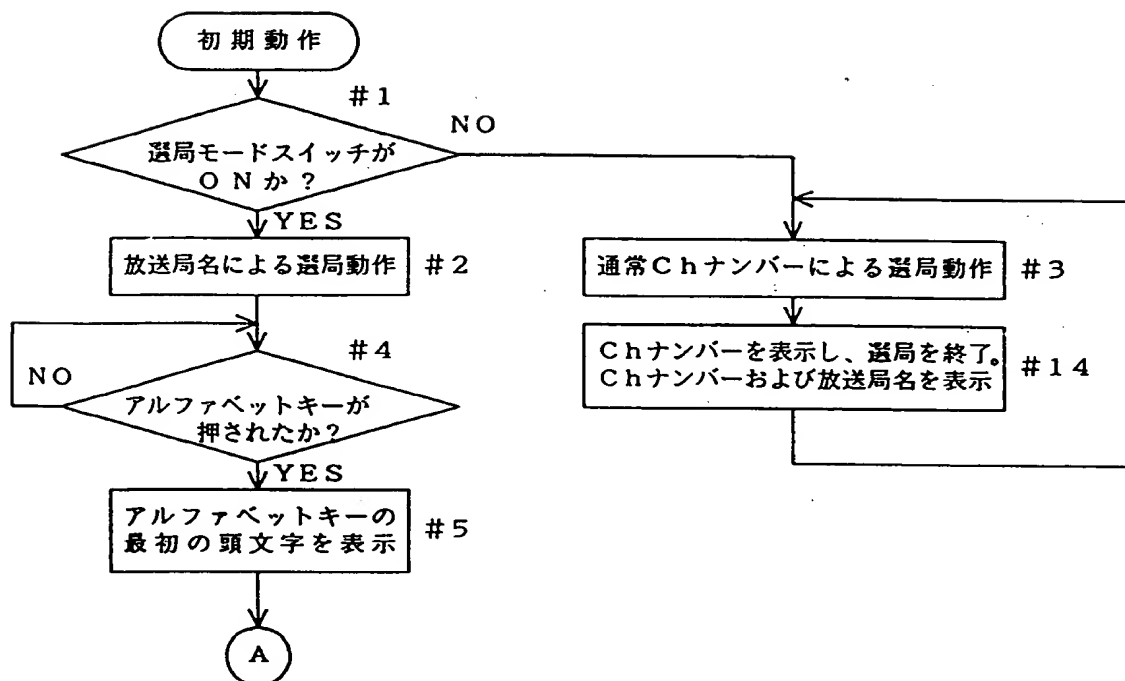 初期動作
#1
NO
選局モードスイッチが
ONか?
YES
放送局名による選局動作
#2
通常Chナンバーによる選局動作
#3
#4
NO
アルファベットキーが
押されたか?
YES
Chナンバーを表示し、選局を終了。
Chナンバーおよび放送局名を表示
#14
アルファベットキーの
最初の頭文字を表示
#5
A